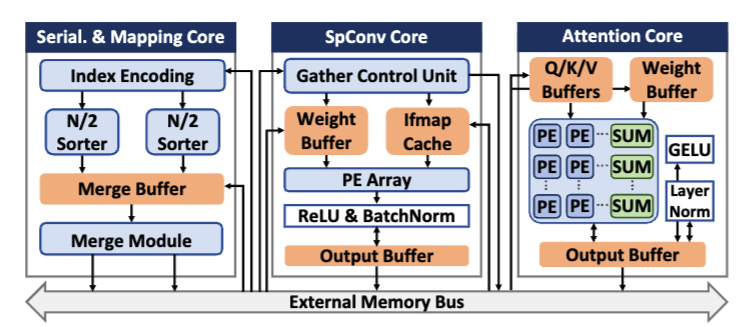 Serial. & Mapping Core
Index Encoding
N/2
Sorter
N/2
Sorter
Merge Buffer
Merge Module
SpConv Core
Gather Control Unit
Weight
Buffer
Ifmap
Cache
PE Array
ReLU & BatchNorm
Output Buffer
Attention Core
Q/K/V
Buffers
Weight
Buffer
PE PE ··· SUM
PE PE ··· SUM
PE PE ··· SUM
GELU
Layer
Norm
Output Buffer
External Memory Bus